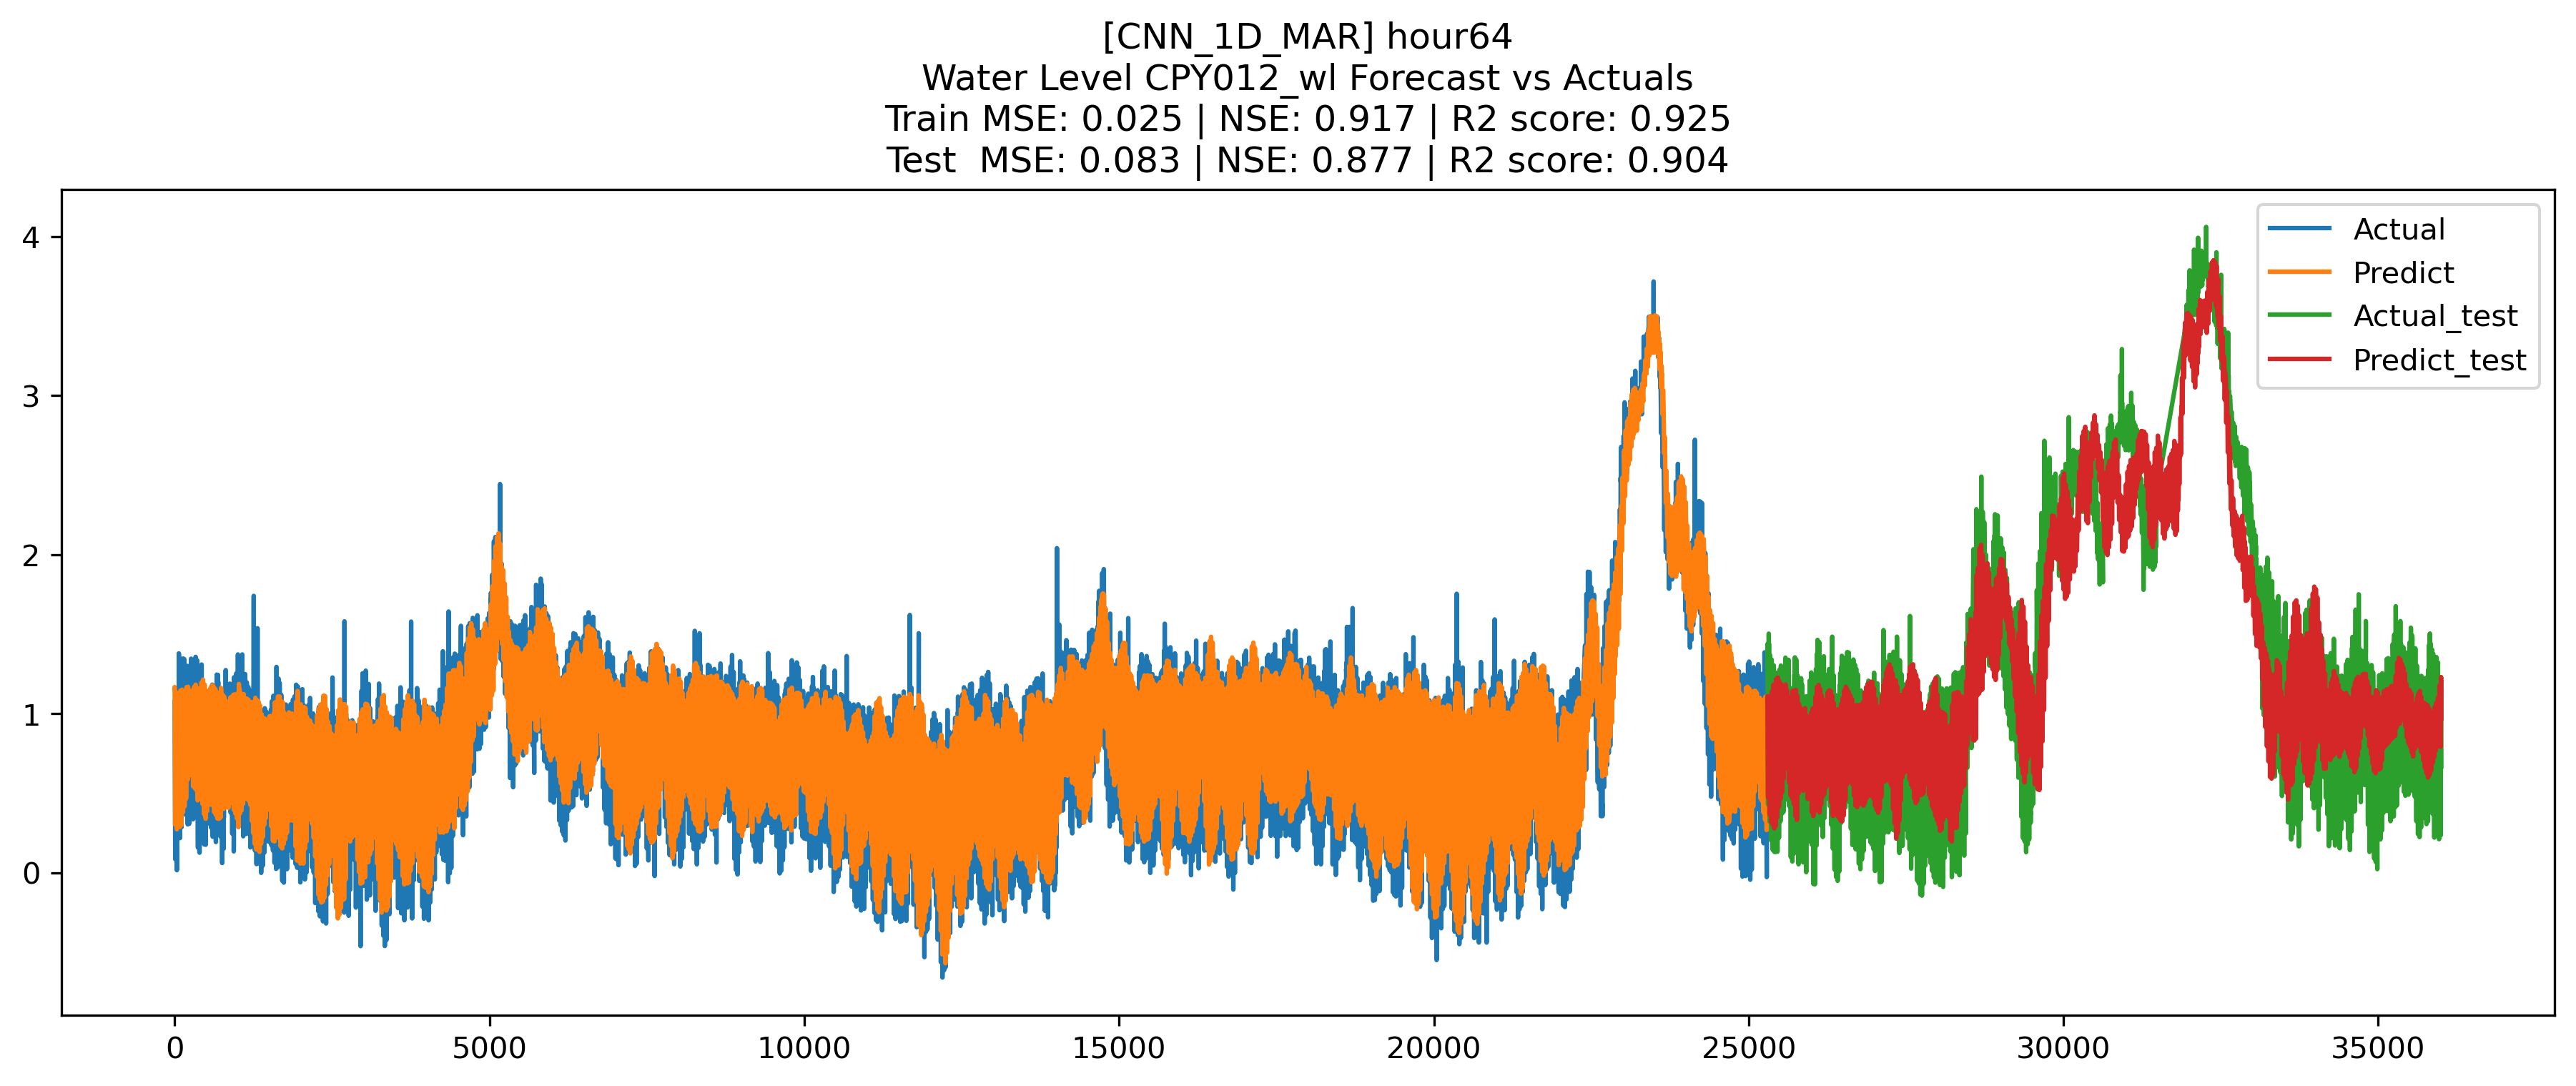 [CNN_1D_MAR] hour64
Water Level CPY012_wl Forecast vs Actuals
Train MSE: 0.025 | NSE: 0.917 | R2 score: 0.925
Test  MSE: 0.083 | NSE: 0.877 | R2 score: 0.904
Actual
Predict
Actual_test
Predict_test
4
3
2
1
0
0 5000 10000 15000 20000 25000 30000 35000